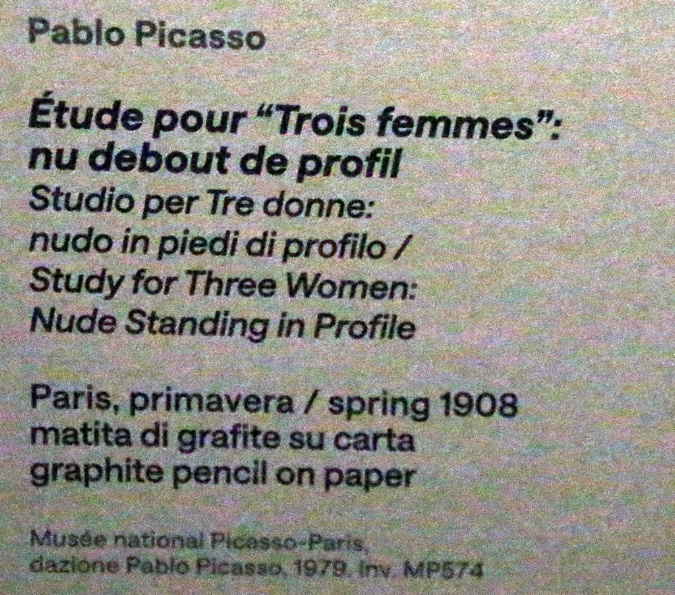 Pablo Picasso
Étude pour “Trois femmes”:
nu debout de profil
Studio per Tre donne:
nudo in piedi di profilo /
Study for Three Women:
Nude Standing in Profile
Paris, primavera / spring 1908
matita di grafite su carta
graphite pencil on paper
Musée national Picasso-Paris,
dazione Pablo Picasso, 1979. Inv. MP574